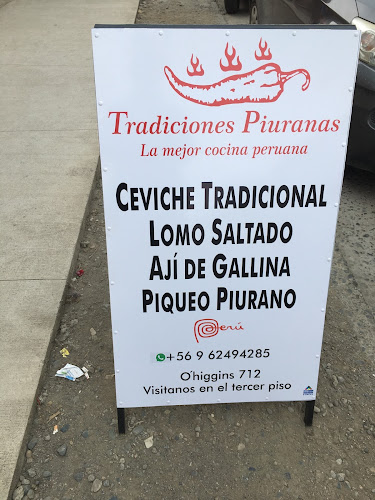 Tradiciones Piuranas
La mejor cocina peruana
CEVICHE TRADICIONAL
LOMO SALTADO
AJÍ DE GALLINA
PIQUEO PIURANO
Perú
+56 9 62494285
O'higgins 712
Visitanos en el tercer piso